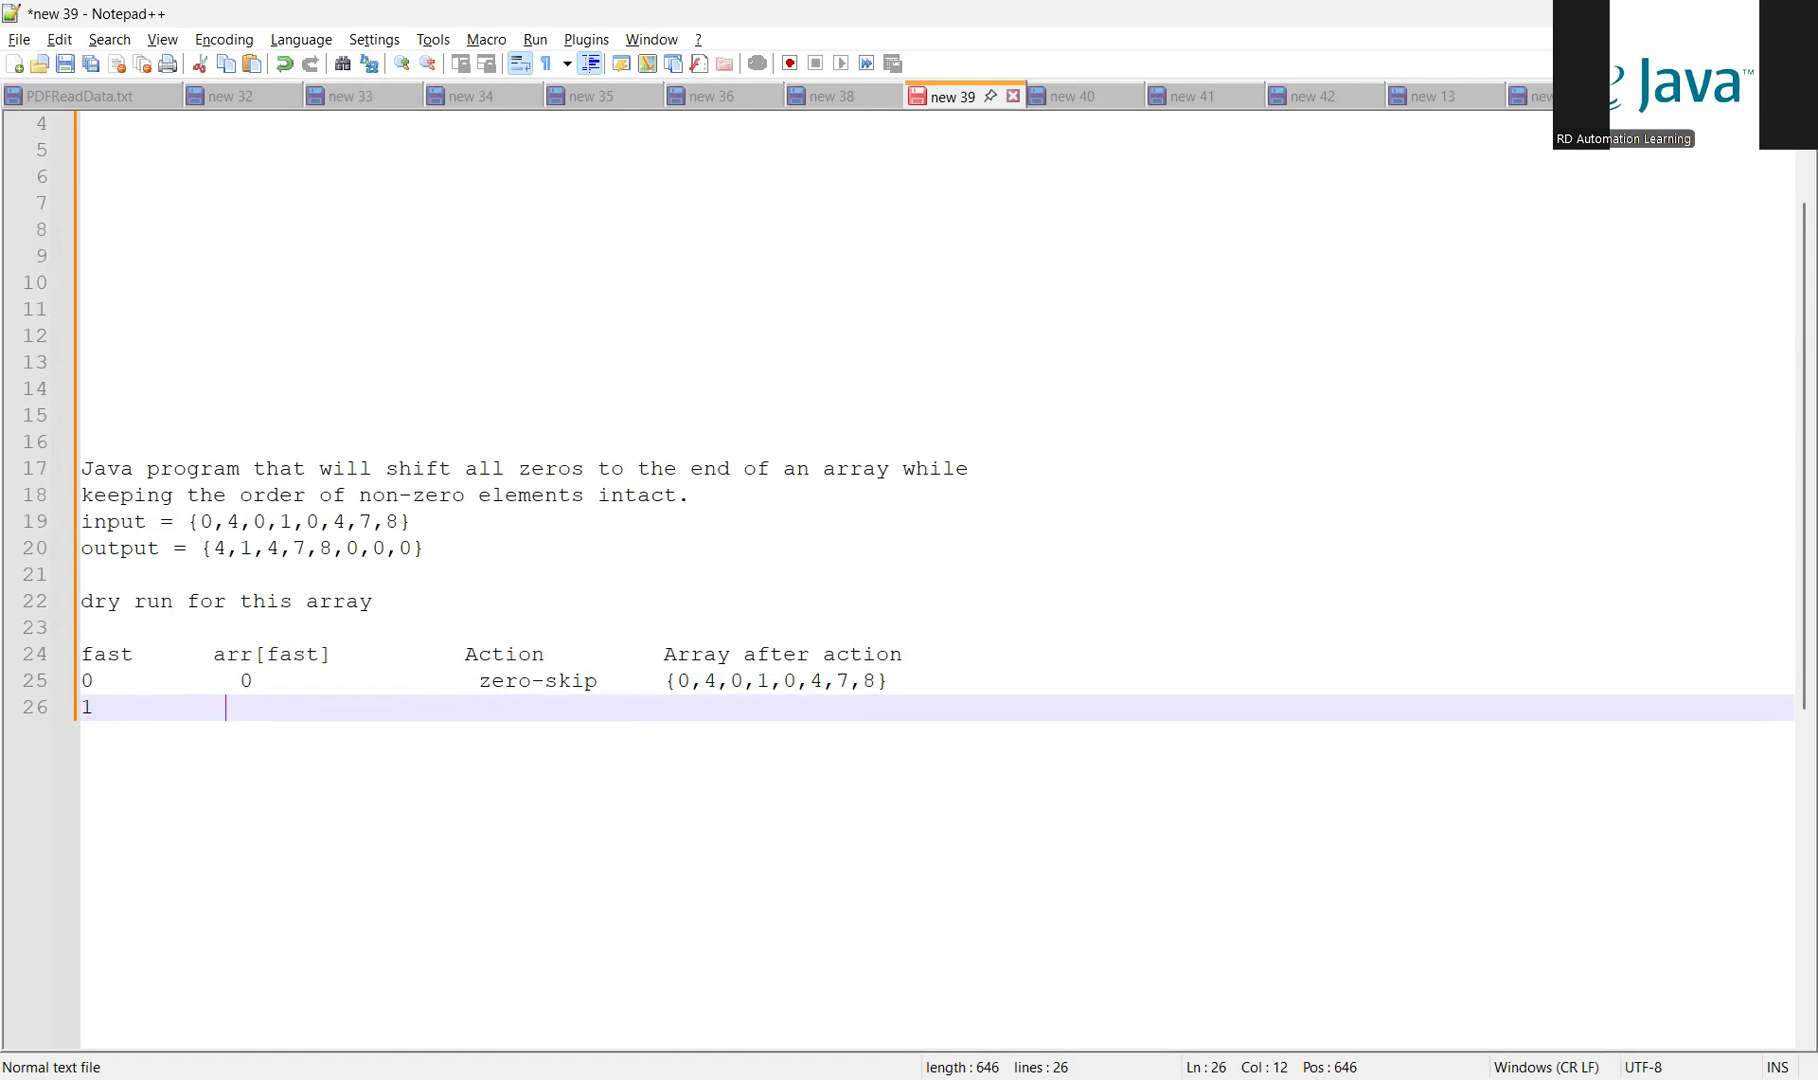 *new 39 - Notepad++
File Edit Search View Encoding Language Settings Tools Macro Run Plugins Window ?
PDFReadData.txt new 32 new 33 new 34 new 35 new 36 new 38 new 39 new 40 new 41 new 42 new 13 new
Java™
RD Automation Learning
4
5
6
7
8
9
10
11
12
13
14
15
16
17 Java program that will shift all zeros to the end of an array while
18 keeping the order of non-zero elements intact.
19 input = {0,4,0,1,0,4,7,8}
20 output = {4,1,4,7,8,0,0,0}
21
22 dry run for this array
23
24 fast arr[fast] Action Array after action
25 0 0 zero-skip {0,4,0,1,0,4,7,8}
26 1
Normal text file length : 646 lines : 26 Ln : 26 Col : 12 Pos : 646 Windows (CR LF) UTF-8 INS